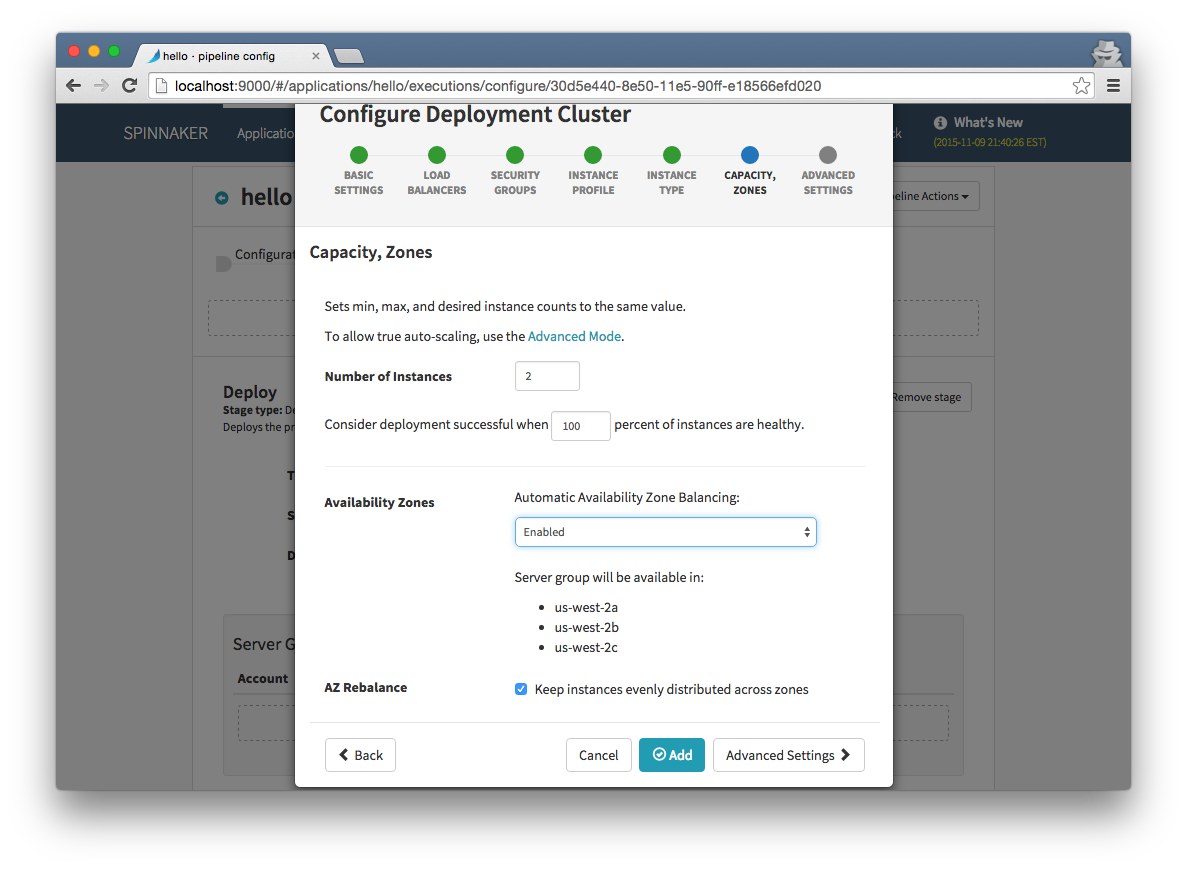 hello · pipeline config
localhost:9000/#/applications/hello/executions/configure/30d5e440-8e50-11e5-90ff-e18566efd020
SPINNAKER
What's New
(2015-11-09 21:40:26 EST)
Configure Deployment Cluster
BASIC SETTINGS
LOAD BALANCERS
SECURITY GROUPS
INSTANCE PROFILE
INSTANCE TYPE
CAPACITY, ZONES
ADVANCED SETTINGS
hello
Actions
Capacity, Zones
Sets min, max, and desired instance counts to the same value.
To allow true auto-scaling, use the Advanced Mode.
Number of Instances 2
Consider deployment successful when 100 percent of instances are healthy.
Deploy
Stage type:
Deploys the
Remove stage
Availability Zones
Automatic Availability Zone Balancing:
Enabled
Server group will be available in:
us-west-2a
us-west-2b
us-west-2c
Server
Account
AZ Rebalance
Keep instances evenly distributed across zones
Back
Cancel
Add
Advanced Settings